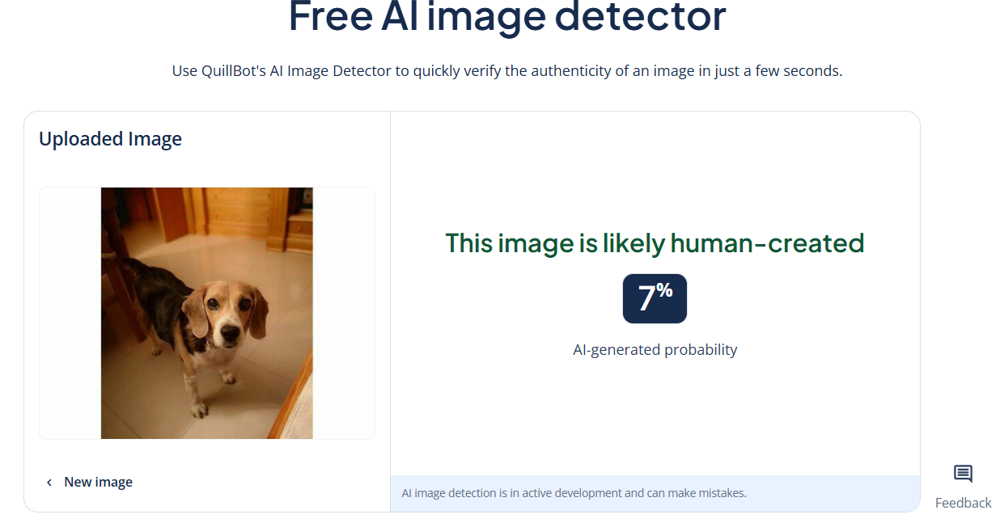 Free AI image detector
Use QuillBot's AI Image Detector to quickly verify the authenticity of an image in just a few seconds.
Uploaded Image
This image is likely human-created
7%
AI-generated probability
New image
AI image detection is in active development and can make mistakes.
Feedback